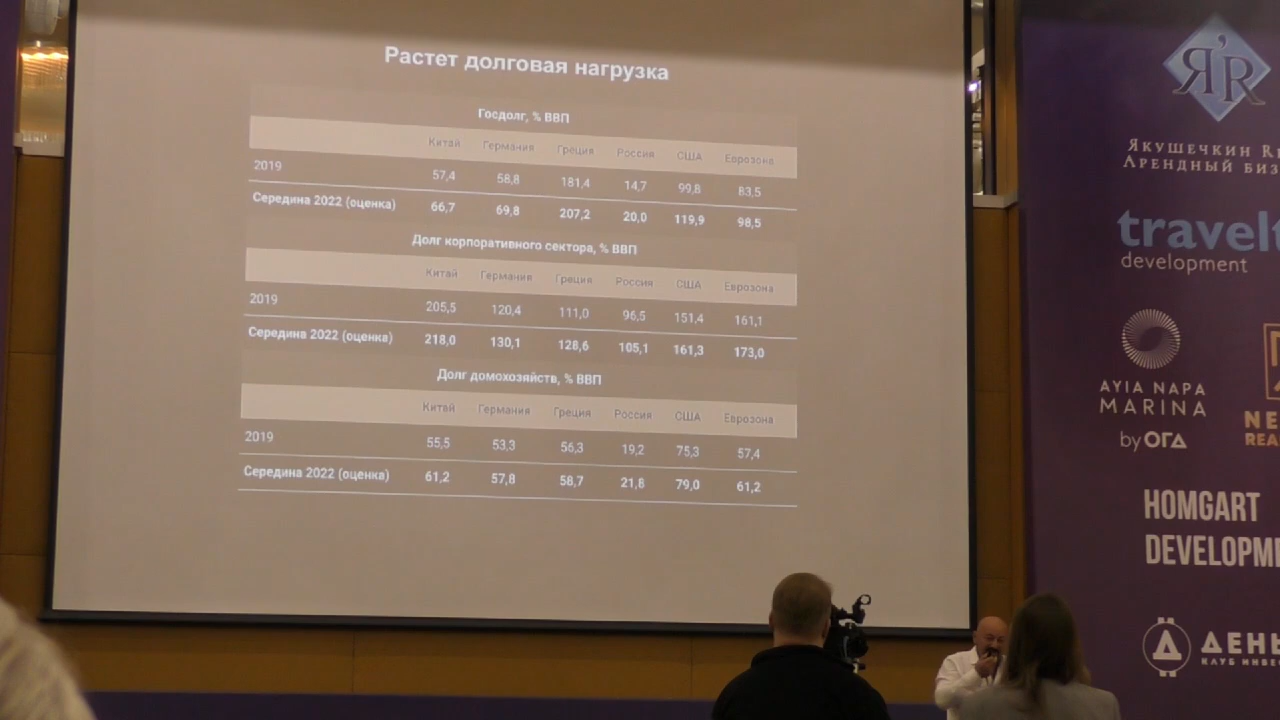 Растет долговая нагрузка
Госдолг, % ВВП
Китай Германия Греция Россия США Еврозона
2019 57,4 58,8 181,4 14,7 99,8 83,5
Середина 2022 (оценка) 66,7 69,8 207,2 20,0 119,9 98,5
Долг корпоративного сектора, % ВВП
Китай Германия Греция Россия США Еврозона
2019 205,5 120,4 111,0 96,5 151,4 161,1
Середина 2022 (оценка) 218,0 130,1 128,6 105,1 161,3 173,0
Долг домохозяйств, % ВВП
Китай Германия Греция Россия США Еврозона
2019 55,5 53,3 56,3 19,2 75,3 57,4
Середина 2022 (оценка) 61,2 57,8 58,7 21,8 79,0 61,2
Я'R
ЯКУШЕЧКИН
АРЕНДНЫЙ
travel
development
AYIA NAPA
MARINA
by ОГΔ
HOMGART
DEVELOPM
КЛУБ